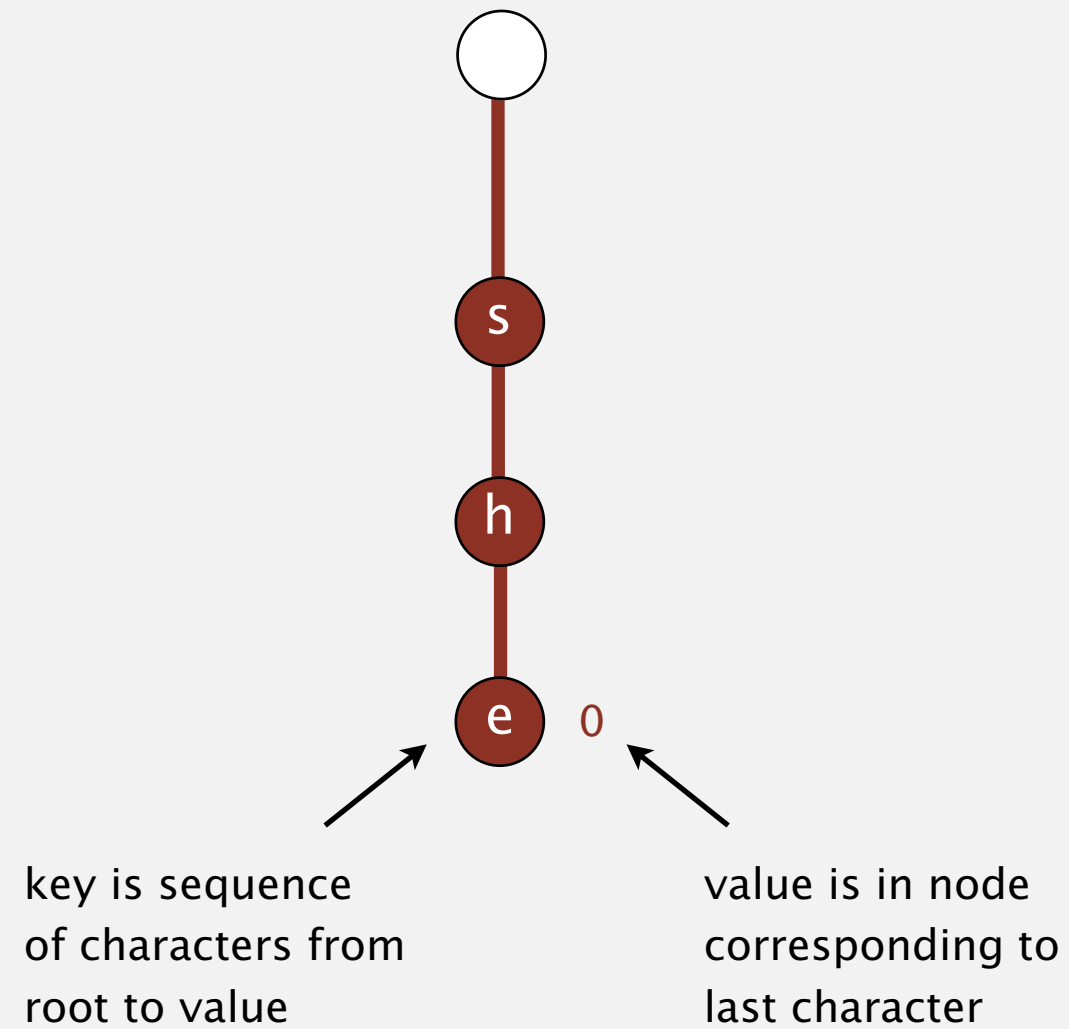 s
h
e 0
key is sequence
of characters from
root to value
value is in node
corresponding to
last character